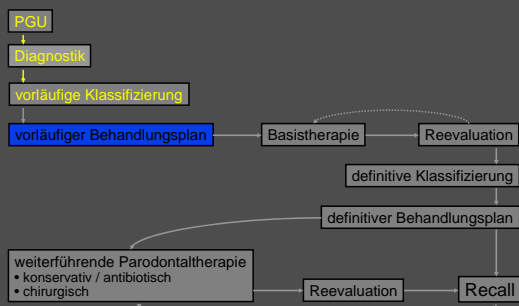 PGU
Diagnostik
vorläufige Klassifizierung
vorläufiger Behandlungsplan
Basistherapie
Reevaluation
definitive Klassifizierung
definitiver Behandlungsplan
weiterführende Parodontaltherapie
• konservativ / antibiotisch
• chirurgisch
Reevaluation
Recall